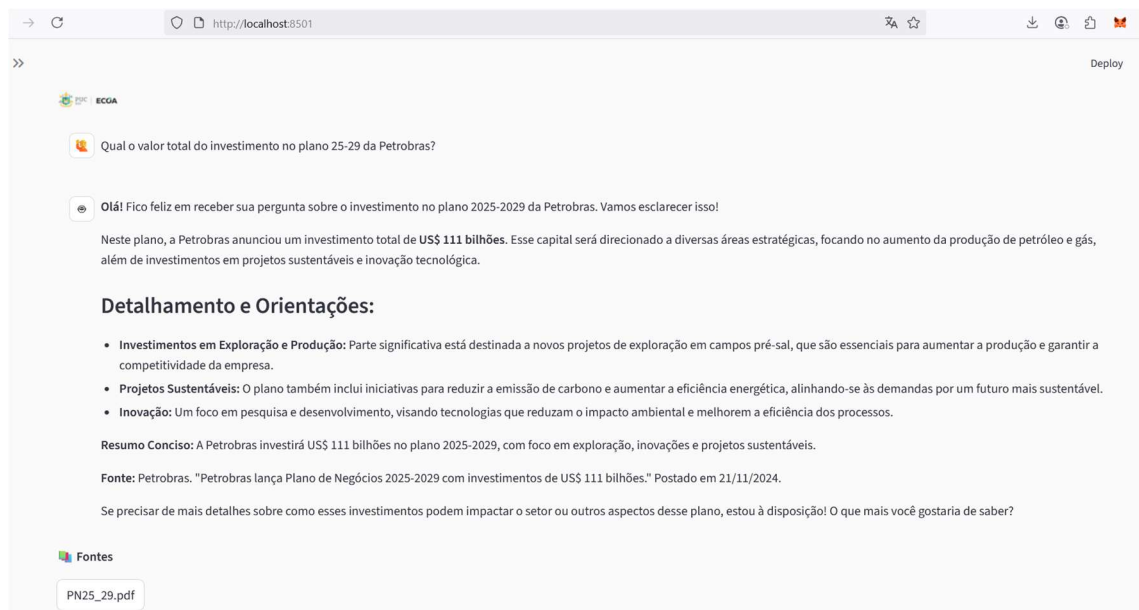 http://localhost:8501
Deploy
PUC | ECOA
Qual o valor total do investimento no plano 25-29 da Petrobras?
Olá! Fico feliz em receber sua pergunta sobre o investimento no plano 2025-2029 da Petrobras. Vamos esclarecer isso!
Neste plano, a Petrobras anunciou um investimento total de US$ 111 bilhões. Esse capital será direcionado a diversas áreas estratégicas, focando no aumento da produção de petróleo e gás,
além de investimentos em projetos sustentáveis e inovação tecnológica.
Detalhamento e Orientações:
• Investimentos em Exploração e Produção: Parte significativa está destinada a novos projetos de exploração em campos pré-sal, que são essenciais para aumentar a produção e garantir a
competitividade da empresa.
• Projetos Sustentáveis: O plano também inclui iniciativas para reduzir a emissão de carbono e aumentar a eficiência energética, alinhando-se às demandas por um futuro mais sustentável.
• Inovação: Um foco em pesquisa e desenvolvimento, visando tecnologias que reduzam o impacto ambiental e melhorem a eficiência dos processos.
Resumo Conciso: A Petrobras investirá US$ 111 bilhões no plano 2025-2029, com foco em exploração, inovações e projetos sustentáveis.
Fonte: Petrobras. "Petrobras lança Plano de Negócios 2025-2029 com investimentos de US$ 111 bilhões." Postado em 21/11/2024.
Se precisar de mais detalhes sobre como esses investimentos podem impactar o setor ou outros aspectos desse plano, estou à disposição! O que mais você gostaria de saber?
Fontes
PN25_29.pdf